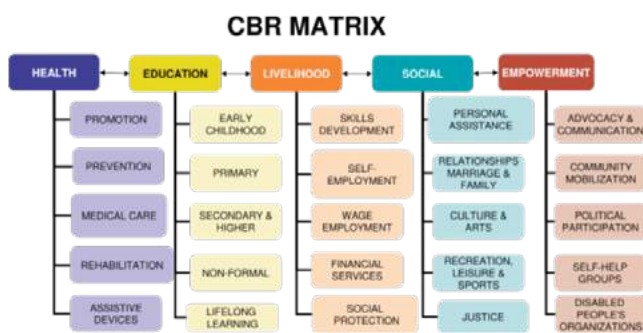 CBR MATRIX
HEALTH
EDUCATION
LIVELIHOOD
SOCIAL
EMPOWERMENT
PROMOTION
PREVENTION
MEDICAL CARE
REHABILITATION
ASSISTIVE
DEVICES
EARLY
CHILDHOOD
PRIMARY
SECONDARY &
HIGHER
NON-FORMAL
LIFELONG
LEARNING
SKILLS
DEVELOPMENT
SELF-
EMPLOYMENT
WAGE
EMPLOYMENT
FINANCIAL
SERVICES
SOCIAL
PROTECTION
PERSONAL
ASSISTANCE
RELATIONSHIPS
MARRIAGE &
FAMILY
CULTURE &
ARTS
RECREATION,
LEISURE &
SPORTS
JUSTICE
ADVOCACY &
COMMUNICATION
COMMUNITY
MOBILIZATION
POLITICAL
PARTICIPATION
SELF-HELP
GROUPS
DISABLED
PEOPLE'S
ORGANIZATIONS